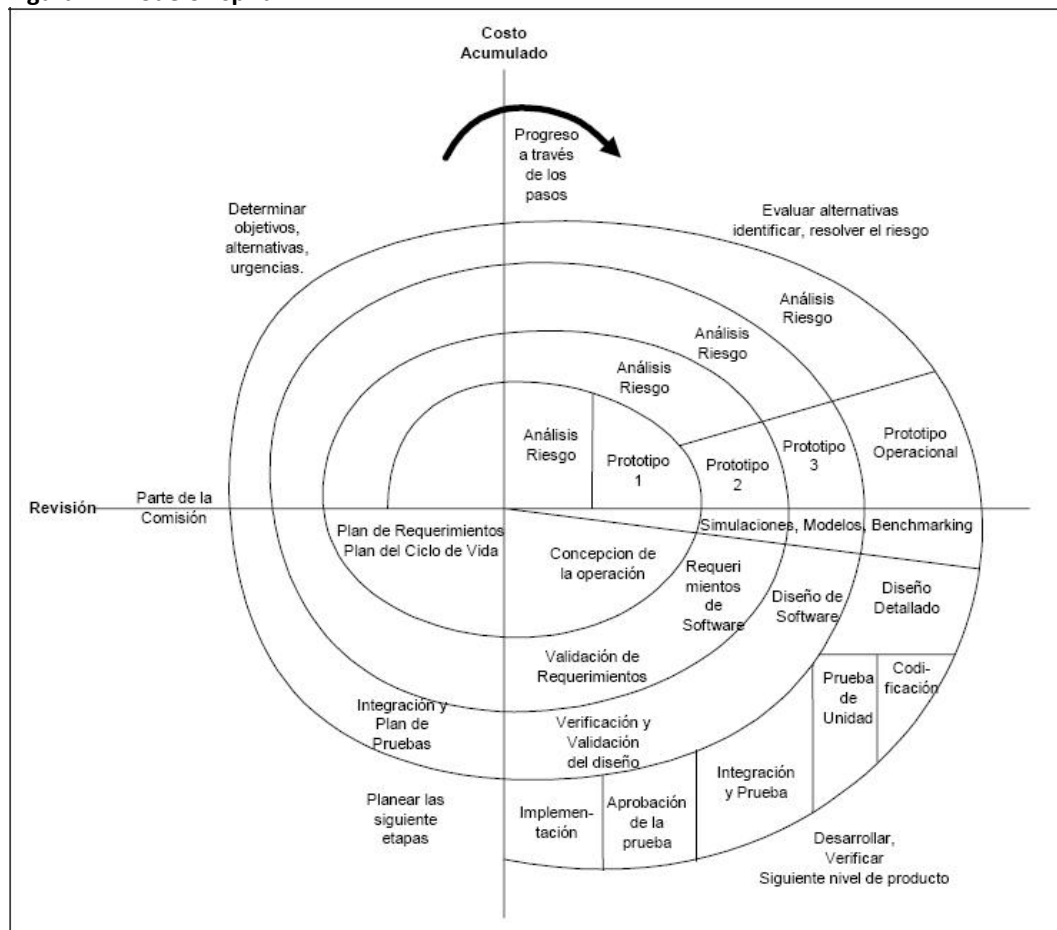 Costo
Acumulado
Progreso
a través
de los
pasos
Determinar
objetivos,
alternativas,
urgencias.
Evaluar alternativas
identificar, resolver el riesgo
Análisis
Riesgo
Análisis
Riesgo
Análisis
Riesgo
Análisis
Riesgo
Prototipo
1
Prototipo
2
Prototipo
3
Prototipo
Operacional
Revisión
Parte de la
Comisión
Simulaciones, Modelos, Benchmarking
Plan de Requerimientos
Plan del Ciclo de Vida
Concepcion de
la operación
Requeri
mientos
de
Software
Diseño de
Software
Diseño
Detallado
Validación de
Requerimientos
Prueba
de
Unidad
Codi-
ficación
Integración y
Plan de
Pruebas
Verificación y
Validación
del diseño
Integración
y Prueba
Planear las
siguiente
etapas
Implemen-
tación
Aprobación
de la
prueba
Desarrollar,
Verificar
Siguiente nivel de producto